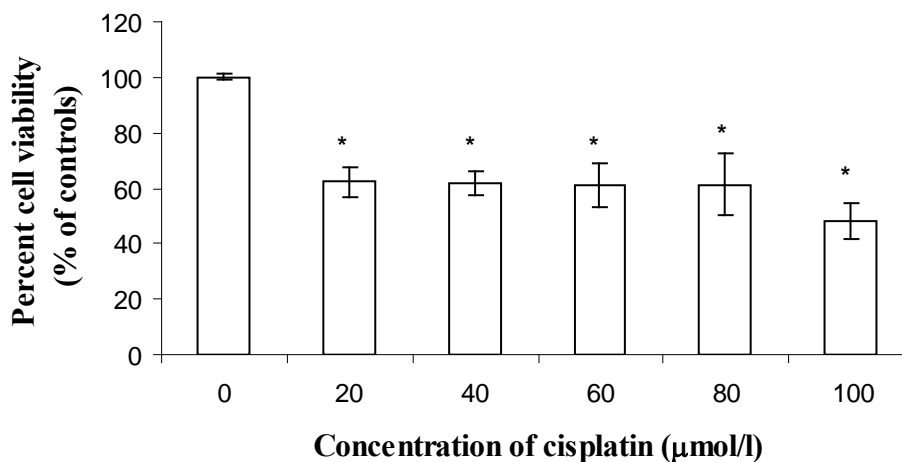 120
100
80
60
40
20
0
Percent cell viability
(% of controls)
* * * * *
0 20 40 60 80 100
Concentration of cisplatin (μmol/l)